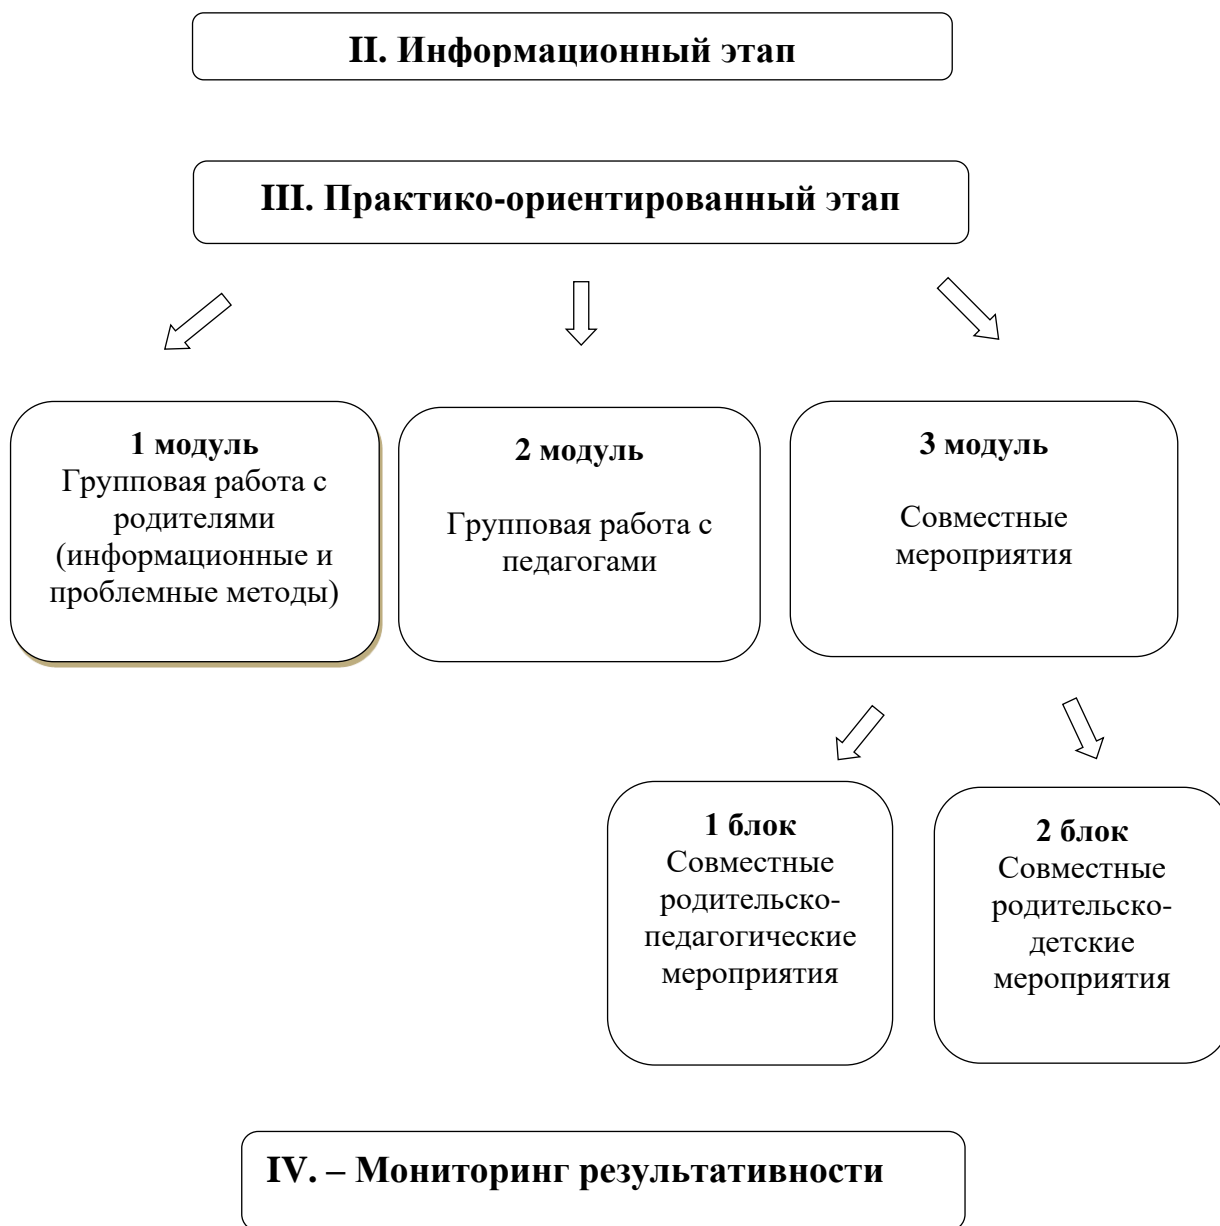 II. Информационный этап
III. Практико-ориентированный этап
1 модуль
Групповая работа с
родителями
(информационные и
проблемные методы)
2 модуль
Групповая работа с
педагогами
3 модуль
Совместные
мероприятия
1 блок
Совместные
родительско-
педагогические
мероприятия
2 блок
Совместные
родительско-
детские
мероприятия
IV. – Мониторинг результативности